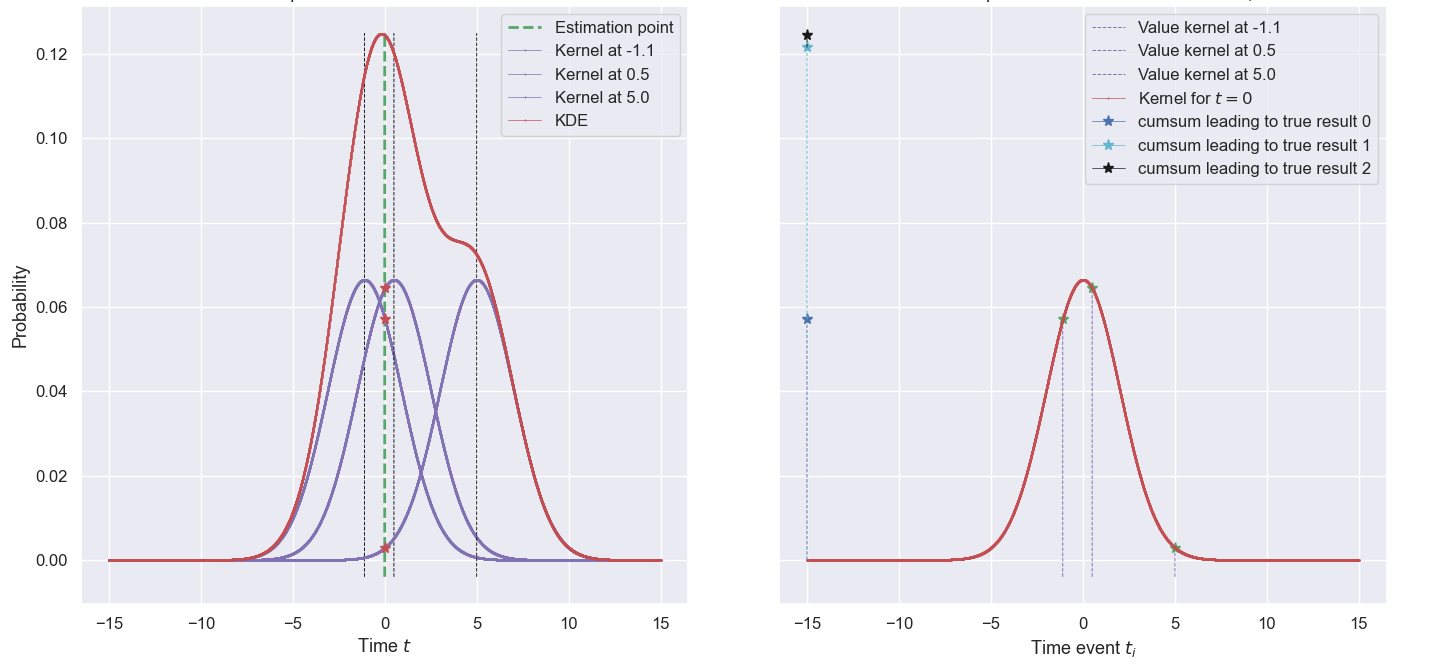 Probability
0.12
0.10
0.08
0.06
0.04
0.02
0.00
−15
−10
−5
0
5
10
15
Time t
Estimation point
Kernel at -1.1
Kernel at 0.5
Kernel at 5.0
KDE
Value kernel at -1.1
Value kernel at 0.5
Value kernel at 5.0
Kernel for t = 0
cumsum leading to true result 0
cumsum leading to true result 1
cumsum leading to true result 2
−15
−10
−5
0
5
10
15
Time event tᵢ